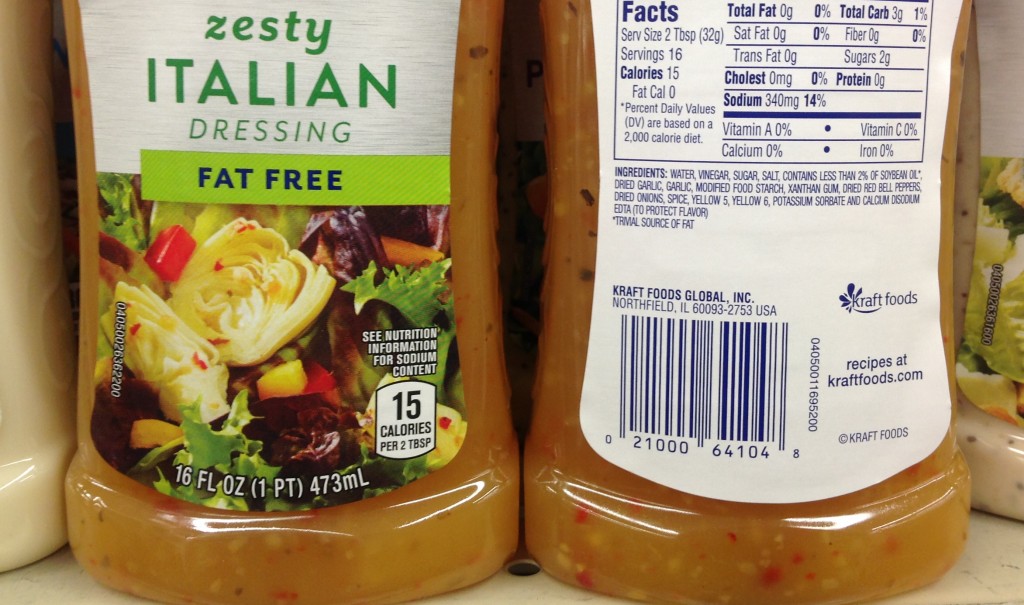 zesty
ITALIAN
DRESSING
FAT FREE
SEE NUTRITION
INFORMATION
FOR SODIUM
CONTENT
15
CALORIES
PER 2 TBSP
16 FL OZ (1 PT) 473mL
04050026362200
Facts
Serv Size 2 Tbsp (32g)
Servings 16
Calories 15
Fat Cal 0
*Percent Daily Values
(DV) are based on a
2,000 calorie diet.
Total Fat 0g 0% Total Carb 3g 1%
Sat Fat 0g 0% Fiber 0g 0%
Trans Fat 0g Sugars 2g
Cholest 0mg 0% Protein 0g
Sodium 340mg 14%
Vitamin A 0% • Vitamin C 0%
Calcium 0% • Iron 0%
INGREDIENTS: WATER, VINEGAR, SUGAR, SALT, CONTAINS LESS THAN 2% OF SOYBEAN OIL*,
DRIED GARLIC, GARLIC, MODIFIED FOOD STARCH, XANTHAN GUM, DRIED RED BELL PEPPERS,
DRIED ONIONS, SPICE, YELLOW 5, YELLOW 6, POTASSIUM SORBATE AND CALCIUM DISODIUM
EDTA (TO PROTECT FLAVOR)
*TRIVIAL SOURCE OF FAT
KRAFT FOODS GLOBAL, INC.
NORTHFIELD, IL 60093-2753 USA
kraft foods
recipes at
kraftfoods.com
© KRAFT FOODS
04050011695200
0 21000 64104 8